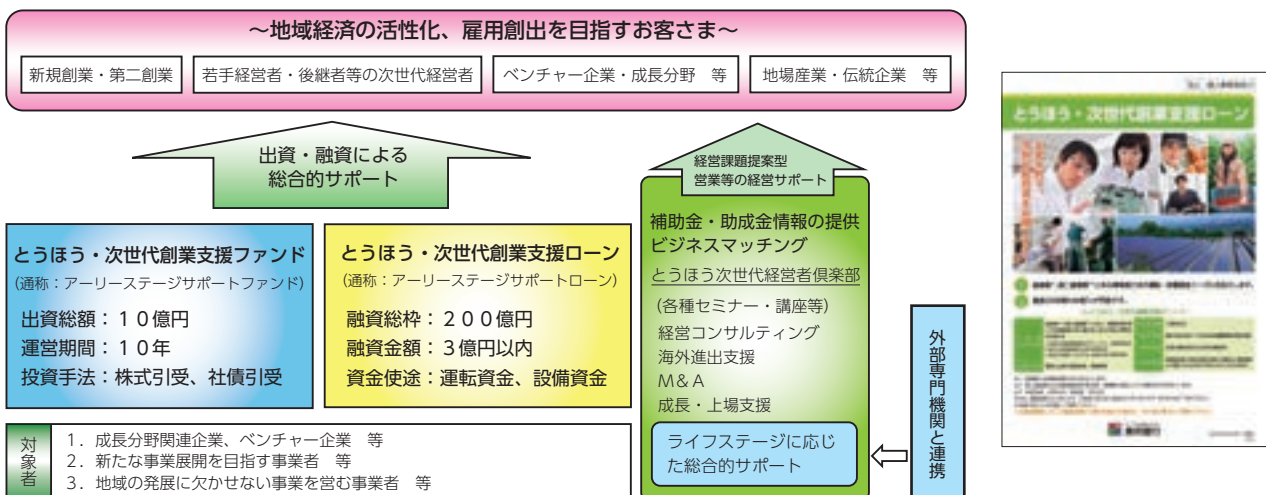 ～地域経済の活性化、雇用創出を目指すお客さま～
新規創業・第二創業
若手経営者・後継者等の次世代経営者
ベンチャー企業・成長分野　等
地場産業・伝統企業　等
出資・融資による
総合的サポート
経営課題提案型
営業等の経営サポート
とうほう・次世代創業支援ファンド
(通称：アーリーステージサポートファンド)
出資総額：１０億円
運営期間：１０年
投資手法：株式引受、社債引受
とうほう・次世代創業支援ローン
(通称：アーリーステージサポートローン)
融資総枠：２００億円
融資金額：３億円以内
資金使途：運転資金、設備資金
補助金・助成金情報の提供
ビジネスマッチング
とうほう次世代経営者倶楽部
(各種セミナー・講座等)
経営コンサルティング
海外進出支援
Ｍ＆Ａ
成長・上場支援
ライフステージに応じ
た総合的サポート
外部専門機関と連携
対象者
1．成長分野関連企業、ベンチャー企業　等
2．新たな事業展開を目指す事業者　等
3．地域の発展に欠かせない事業を営む事業者　等
とうほう・次世代創業支援ローン